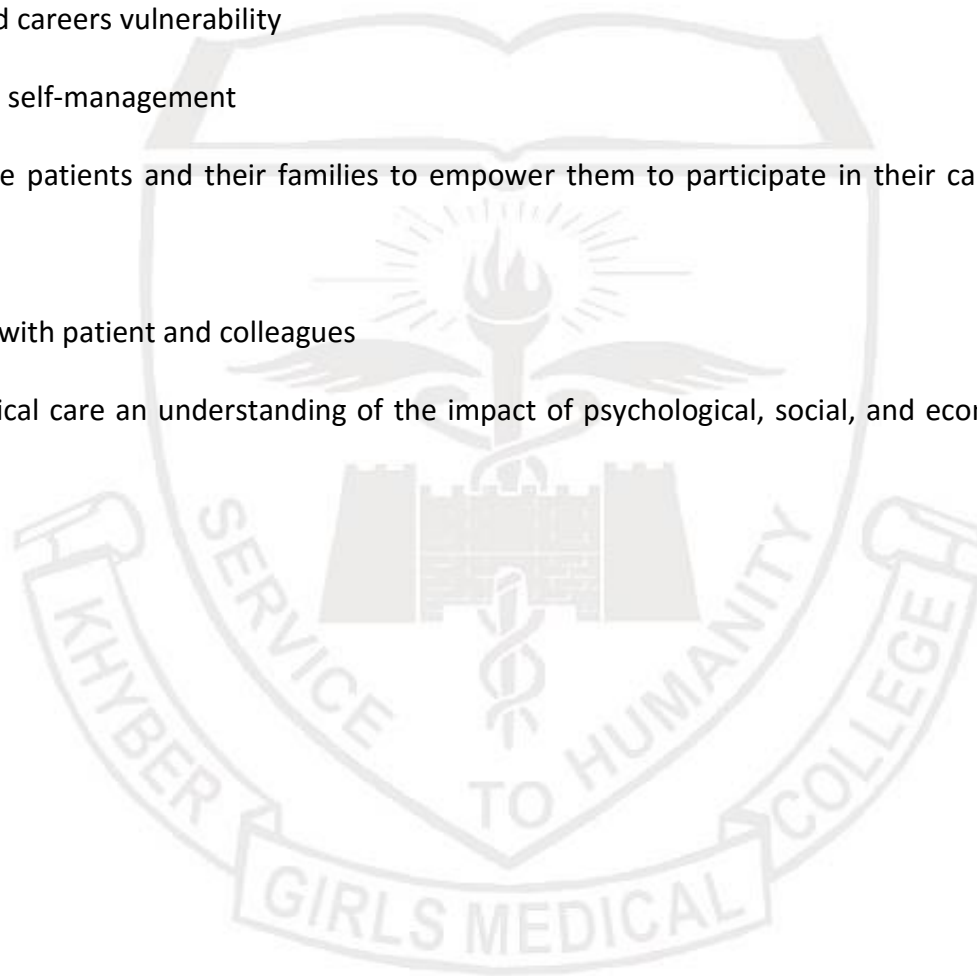 d careers vulnerability
self-management
e patients and their families to empower them to participate in their ca
with patient and colleagues
ical care an understanding of the impact of psychological, social, and econ
SERVICE TO HUMANITY
KHYBER GIRLS MEDICAL COLLEGE